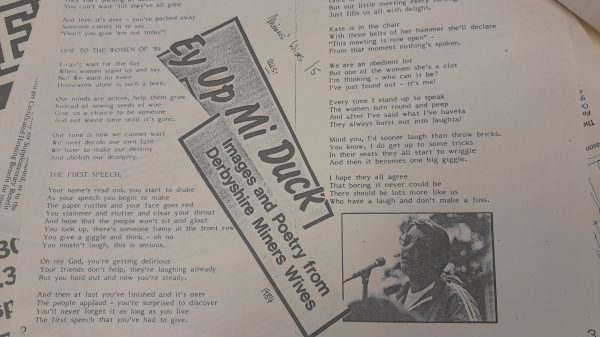 You can't wait 'til they're all gone
And then it's over - you're packed away
Someone comes in to say
"Don't you give 'em out today!"
ODE TO THE WOMEN OF '84
I can't wait for the day
When women stand up and say
No! We want no more
Homework alone is such a bore.
Our minds are active, help them grow
Instead of sowing seeds of woe
Give us a chance to be someone
And not waste time until it's gone.
Our time is now we cannot wait
We must decide our own fate
We have to make our destiny
And abolish our drudgery.
THE FIRST SPEECH.
Your name's read out, you start to shake
As your speech you begin to make
The paper rustles and your face goes red
You stammer and stutter and clear your throat
And hope that the people won't sit and gloat
You look up, there's someone funny in the front row
You give a giggle and think - oh no
You mustn't laugh, this is serious.
Oh my God, you're getting delirious
Your friends don't help, they're laughing already
But you hold out and now you're steady.
And then at last you've finished and it's over
The people applaud - you're surprised to discover
You'll never forget it as long as you live
The first speech that you've had to give.
Ey Up Mi Duck
Images and Poetry from
Derbyshire Miners Wives
1984
Wives
But our little meeting every
Just fills us all with delight.
Kate is in the chair
With three belts of her hammer she'll declare
"This meeting is now open" -
From that moment nothing's spoken.
We are an obedient lot
But one of the women she's a clot
I'm thinking - who can it be?
I've just found out - it's me!
Every time I stand up to speak
The women turn round and peep
And after I've said what I've haveta
They always burst out into laughta!
Mind you, I'd sooner laugh than throw bricks.
You know, I do get up to some tricks
In their seats they all start to wriggle
And then it becomes one big giggle.
I hope they all agree
That boring it never could be
There should be lots more like us
Who have a laugh and don't make a fuss.